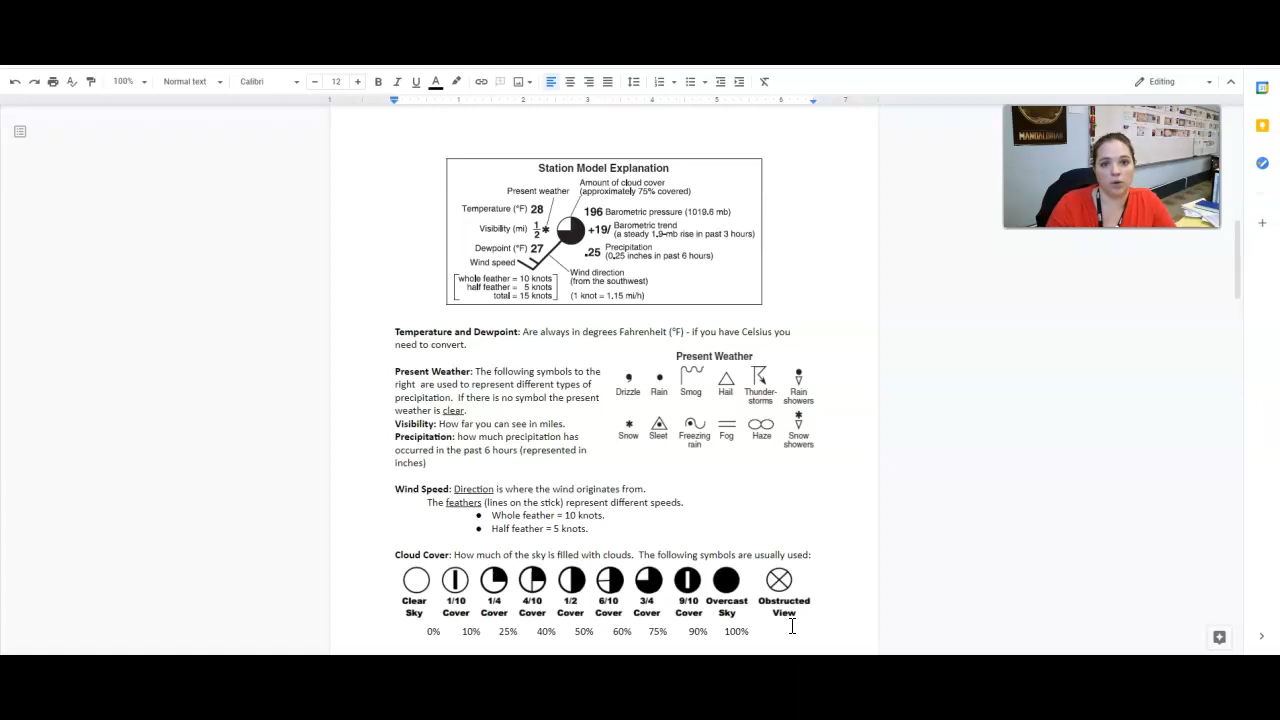 100%
Normal text
Calibri
12
Editing
1
1
2
3
4
5
6
7
MANDALORIAN
Station Model Explanation
Amount of cloud cover
(approximately 75% covered)
Present weather
Temperature (°F) 28
196 Barometric pressure (1019.6 mb)
Visibility (mi) 1/2
+19/ Barometric trend
(a steady 1.9-mb rise in past 3 hours)
Dewpoint (°F) 27
.25 Precipitation
(0.25 inches in past 6 hours)
Wind speed
Wind direction
(from the southwest)
whole feather = 10 knots
half feather = 5 knots
total = 15 knots
(1 knot = 1.15 mi/h)
Temperature and Dewpoint: Are always in degrees Fahrenheit (°F) - if you have Celsius you
need to convert.
Present Weather: The following symbols to the
right are used to represent different types of
precipitation. If there is no symbol the present
weather is clear.
Visibility: How far you can see in miles.
Precipitation: how much precipitation has
occurred in the past 6 hours (represented in
inches)
Present Weather
Drizzle Rain Smog Hail Thunder-
storms Rain
showers
Snow Sleet Freezing
rain Fog Haze Snow
showers
Wind Speed: Direction is where the wind originates from.
The feathers (lines on the stick) represent different speeds.
● Whole feather = 10 knots.
● Half feather = 5 knots.
Cloud Cover: How much of the sky is filled with clouds. The following symbols are usually used:
Clear 1/10 1/4 4/10 1/2 6/10 3/4 9/10 Overcast Obstructed
Sky Cover Cover Cover Cover Cover Cover Cover Sky View
0% 10% 25% 40% 50% 60% 75% 90% 100%